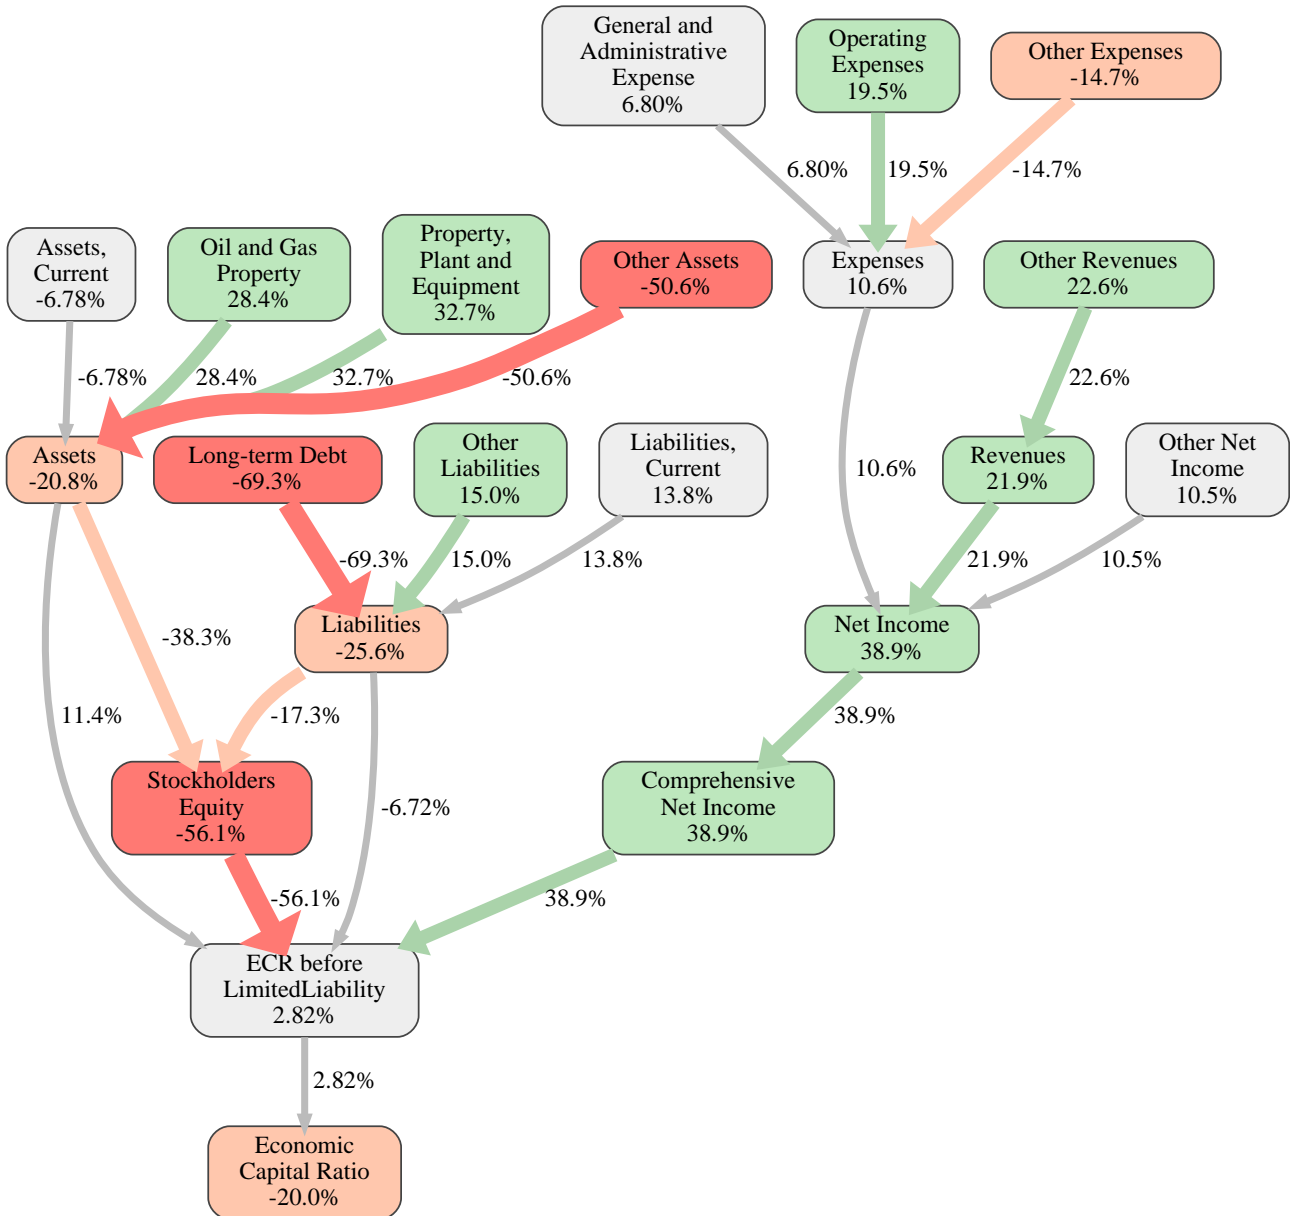 General and
Administrative
Expense
6.80%
Operating
Expenses
19.5%
Other Expenses
-14.7%
6.80%
19.5%
-14.7%
Assets,
Current
-6.78%
Oil and Gas
Property
28.4%
Property,
Plant and
Equipment
32.7%
Other Assets
-50.6%
Expenses
10.6%
Other Revenues
22.6%
-6.78%
28.4%
32.7%
-50.6%
22.6%
Assets
-20.8%
Long-term Debt
-69.3%
Other
Liabilities
15.0%
Liabilities,
Current
13.8%
10.6%
Revenues
21.9%
Other Net
Income
10.5%
-69.3%
15.0%
13.8%
21.9%
10.5%
-38.3%
Liabilities
-25.6%
Net Income
38.9%
11.4%
-17.3%
38.9%
Stockholders
Equity
-56.1%
-6.72%
Comprehensive
Net Income
38.9%
-56.1%
38.9%
ECR before
LimitedLiability
2.82%
2.82%
Economic
Capital Ratio
-20.0%